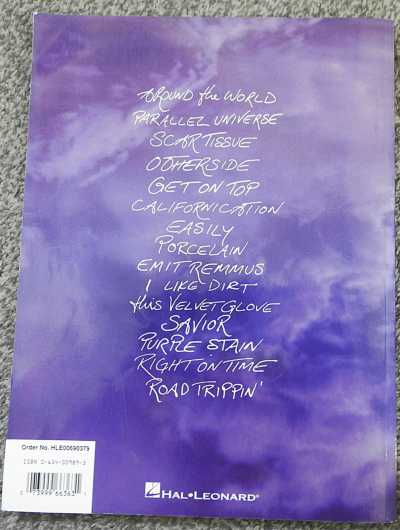 AROUND the WORLD
PARALLEL UNIVERSE
SCAR TISSUE
OTHERSIDE
GET ON TOP
CALIFORNICATION
EASILY
PORCELAIN
EMIT REMMUS
I LIKE DIRT
this VELVET GLOVE
SAVIOR
PURPLE STAIN
RIGHT ON TIME
ROAD TRIPPIN'
Order No. HLE00690379
HAL•LEONARD®